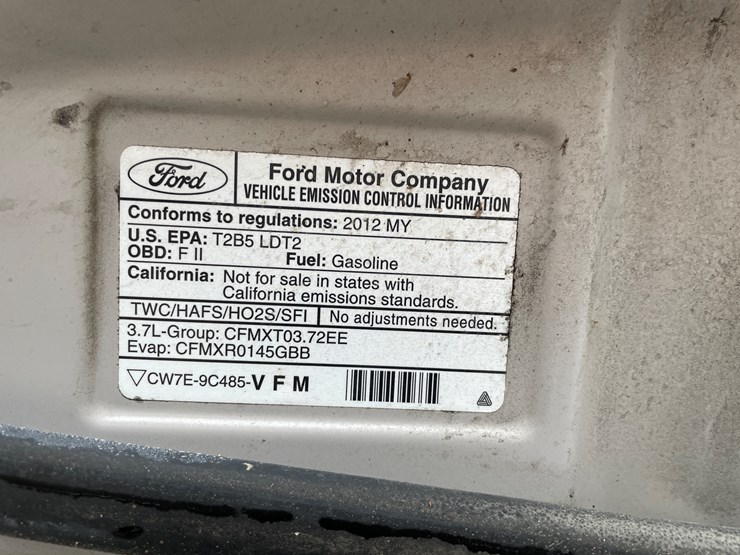 Ford
Ford Motor Company
VEHICLE EMISSION CONTROL INFORMATION
Conforms to regulations: 2012 MY
U.S. EPA: T2B5 LDT2
OBD: F II Fuel: Gasoline
California: Not for sale in states with
California emissions standards.
TWC/HAFS/HO2S/SFI No adjustments needed.
3.7L-Group: CFMXT03.72EE
Evap: CFMXR0145GBB
CW7E-9C485-V F M